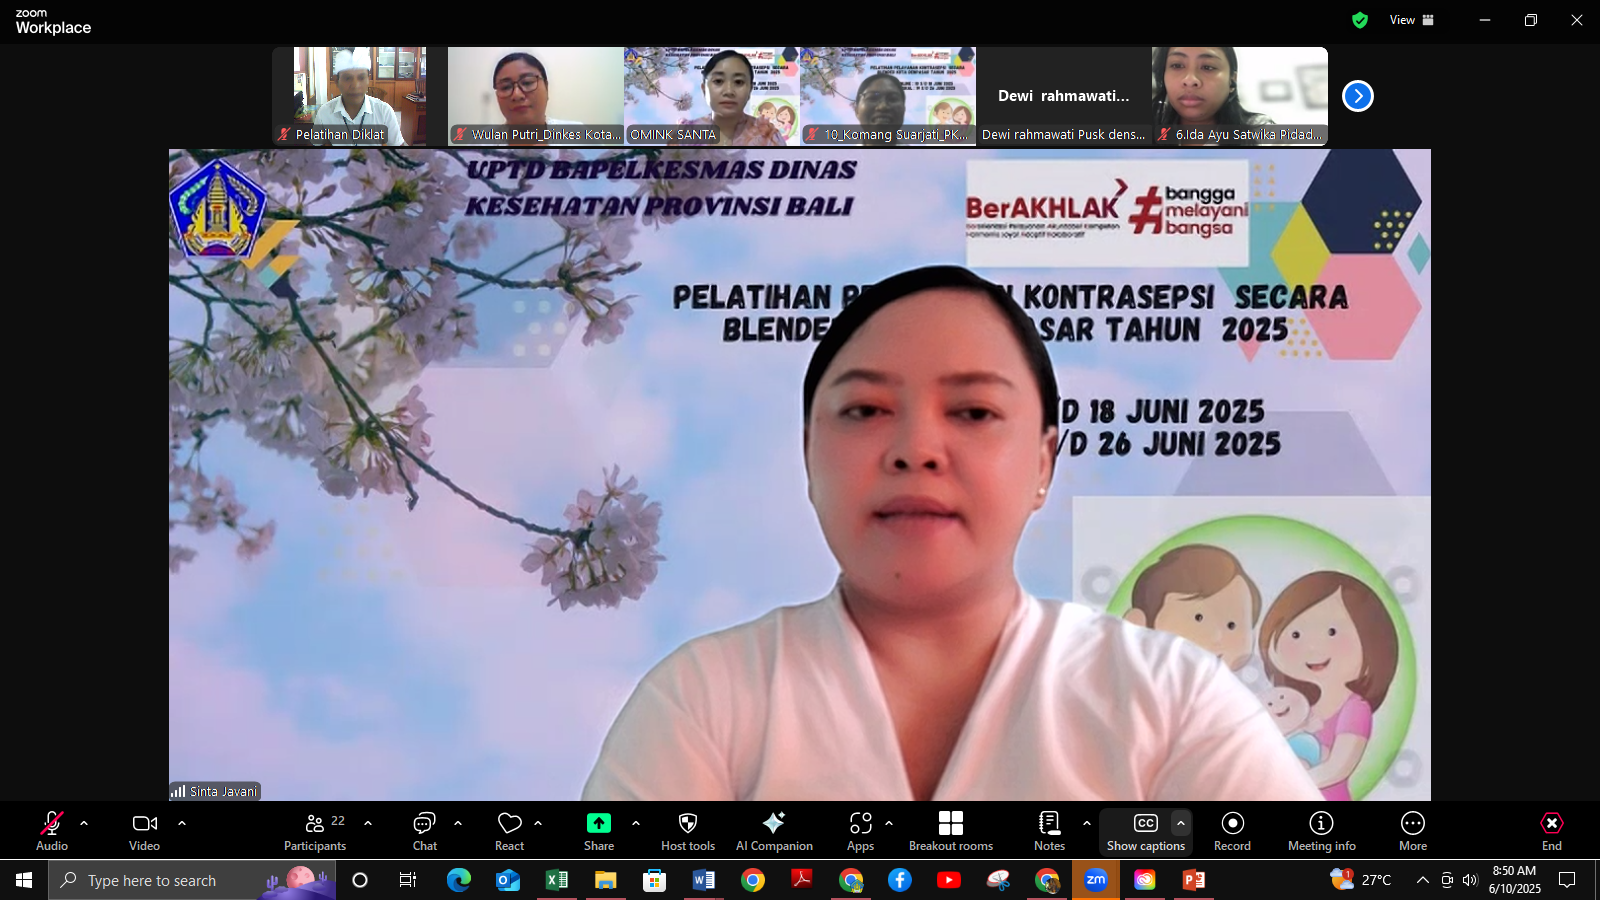 zoom
Workplace
View
Pelatihan Diklat
Wulan Putri_Dinkes Kota...
OMINK SANTA
10_Komang Suarjati_PK...
Dewi rahmawati...
Dewi rahmawati Pusk dens...
6.Ida Ayu Satwika Pidad...
UPTD BAPELKESMAS DINAS
KESEHATAN PROVINSI BALI
BerAKHLAK
#bangga
melayani
bangsa
PELATIHAN P N KONTRASEPSI SECARA
BLENDE ASAR TAHUN 2025
/D 18 JUNI 2025
/D 26 JUNI 2025
Sinta Javani
Audio
Video
22
Participants
Chat
React
Share
Host tools
AI Companion
Apps
Breakout rooms
Notes
CC
Show captions
Record
Meeting info
More
End
Type here to search
zm
1
27°C
8:50 AM
6/10/2025